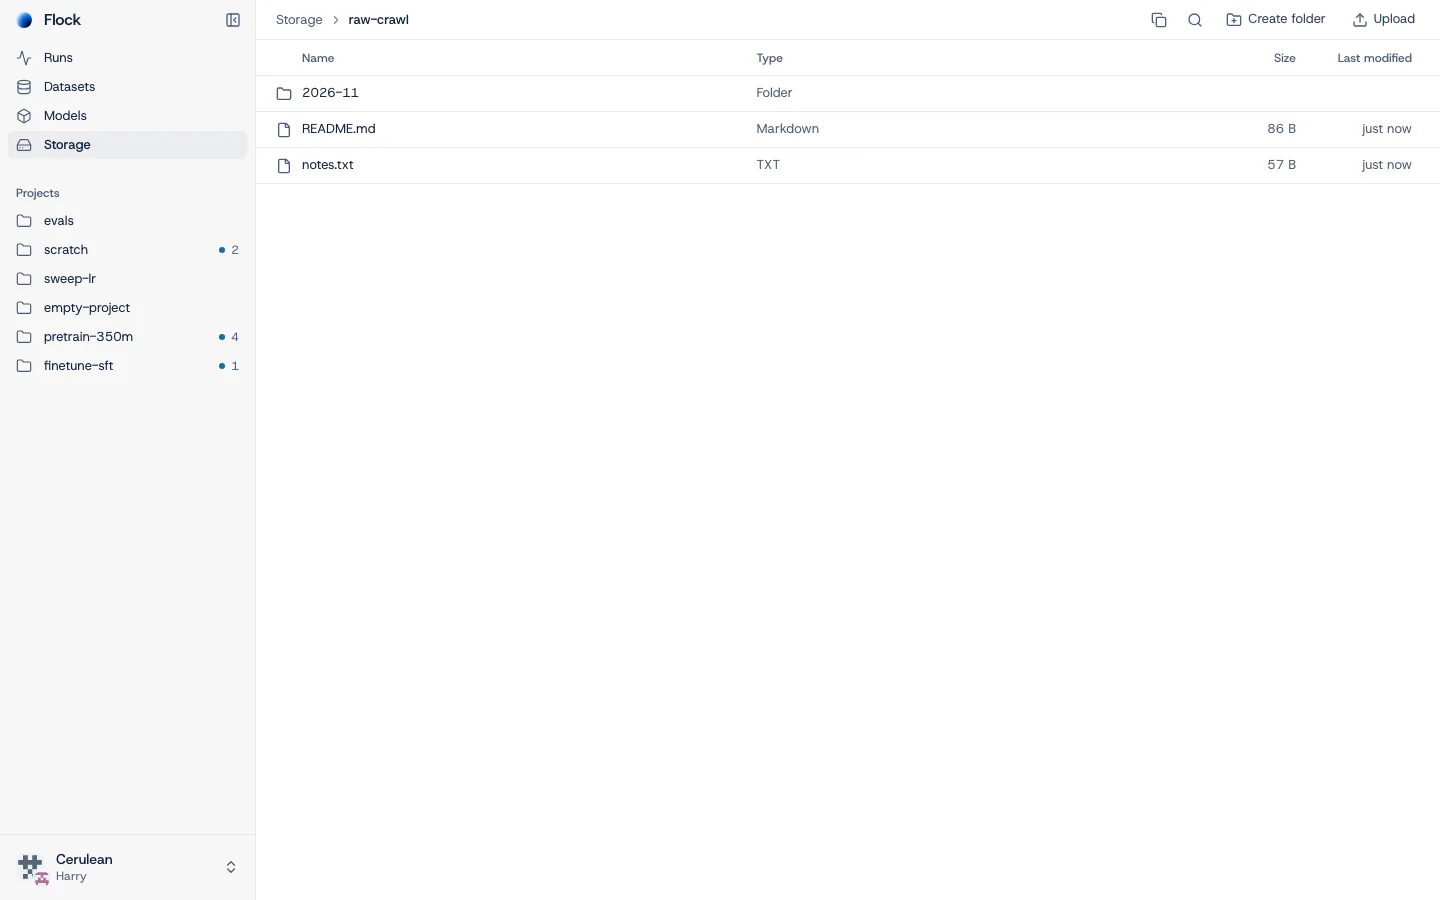 Flock
Runs
Datasets
Models
Storage
Projects
evals
scratch 2
sweep-lr
empty-project
pretrain-350m 4
finetune-sft 1
Cerulean
Harry
Storage > raw-crawl
Create folder
Upload
Name Type Size Last modified
2026-11 Folder
README.md Markdown 86 B just now
notes.txt TXT 57 B just now